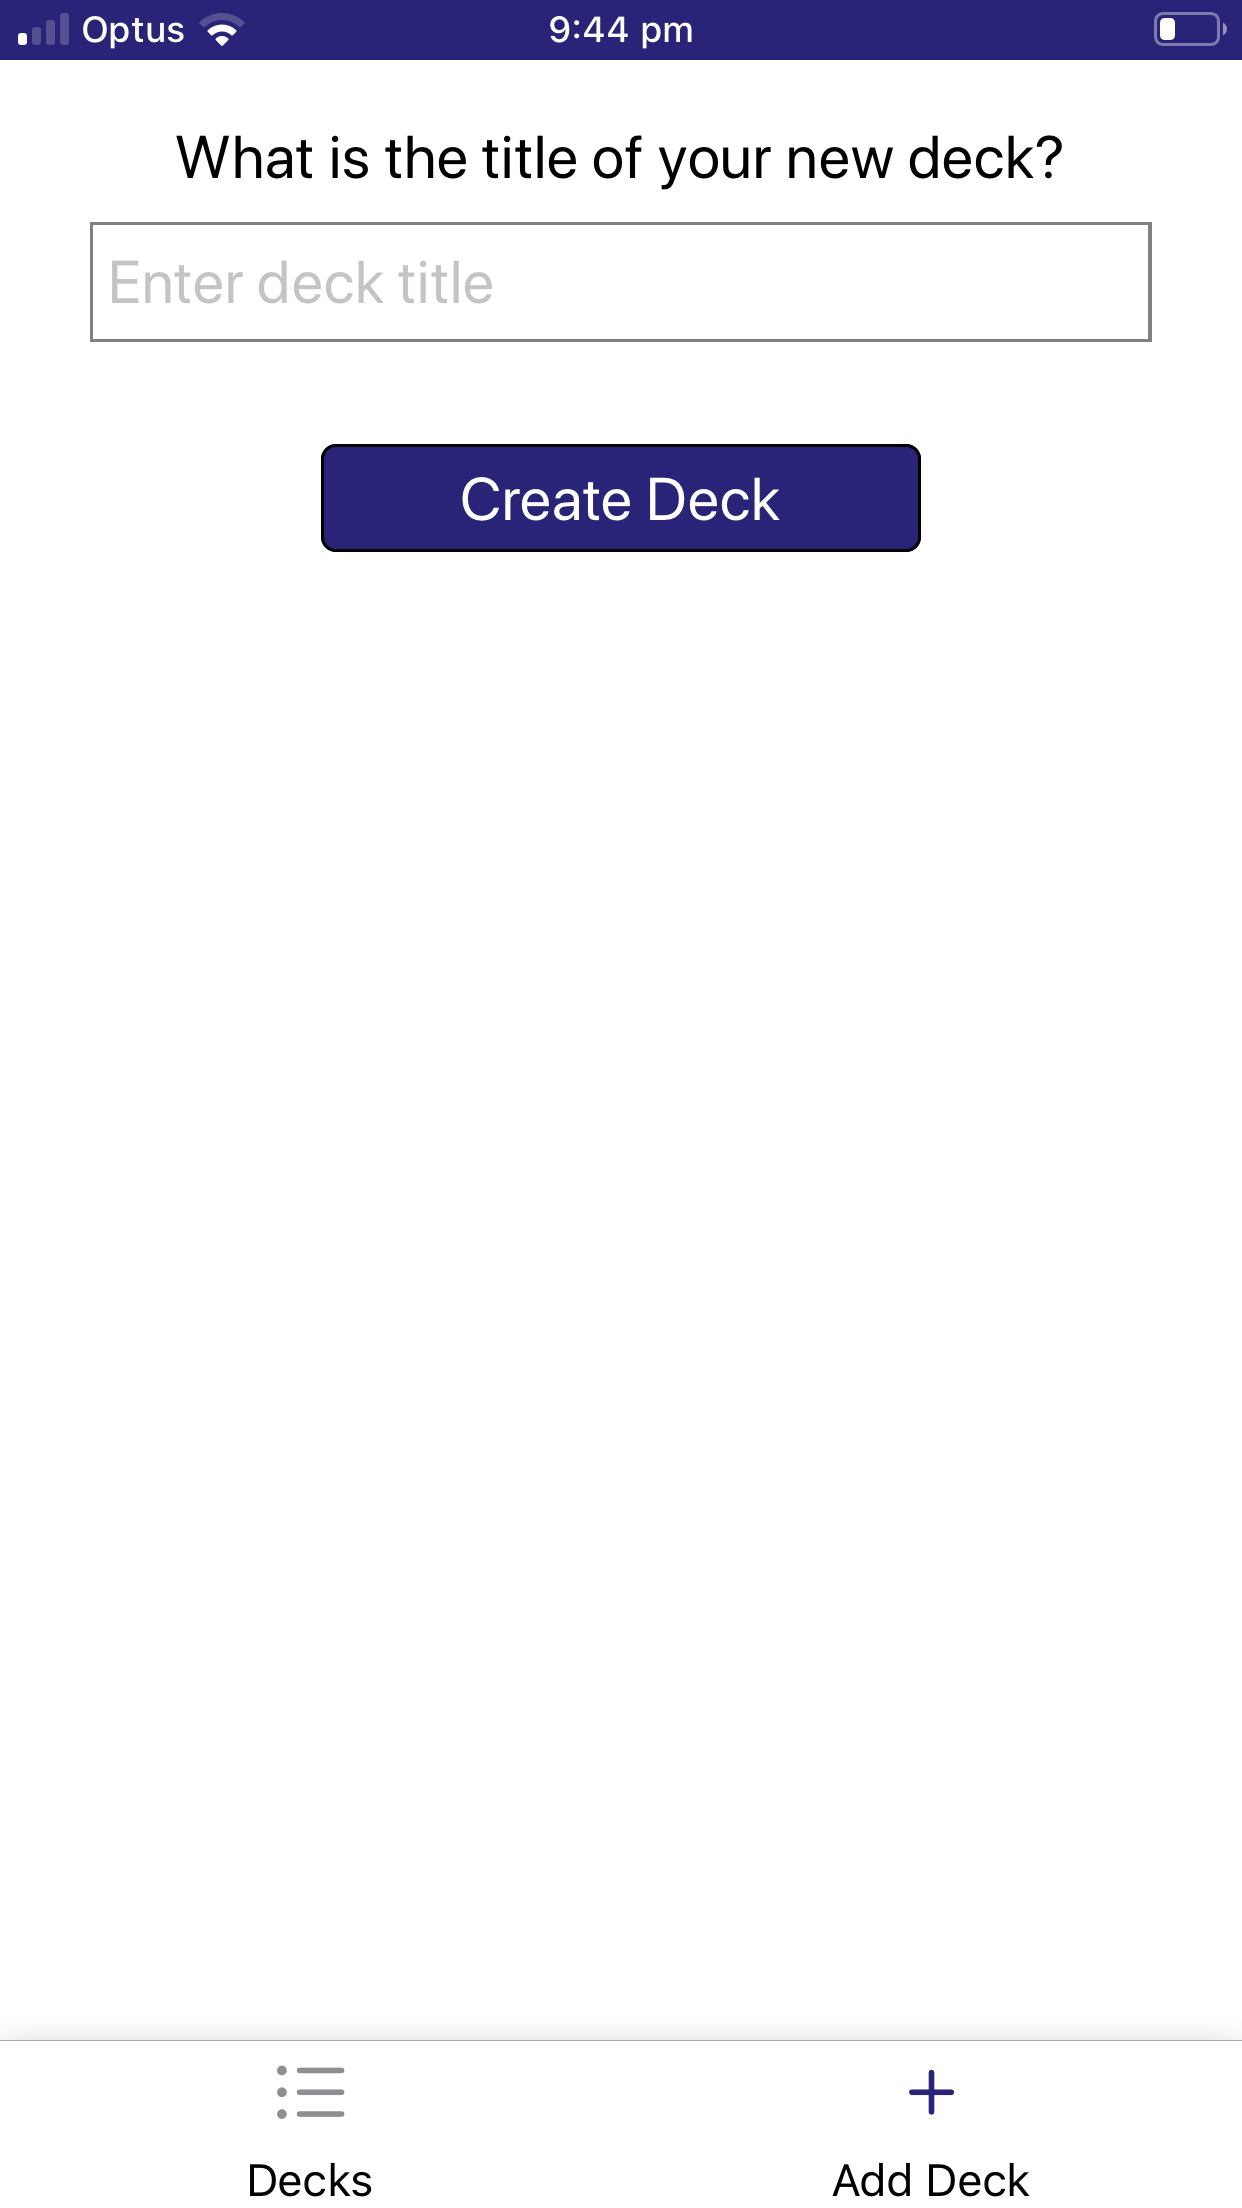 Optus 9:44 pm
What is the title of your new deck?
Enter deck title
Create Deck
Decks Add Deck